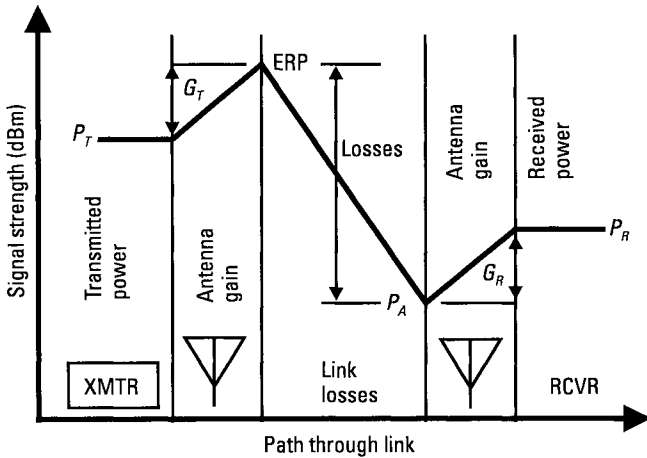 Signal strength (dBm)
P_T
G_T
ERP
Losses
Antenna
gain
Received
power
P_R
G_R
P_A
Transmitted
power
Antenna
gain
XMTR
Link
losses
RCVR
Path through link